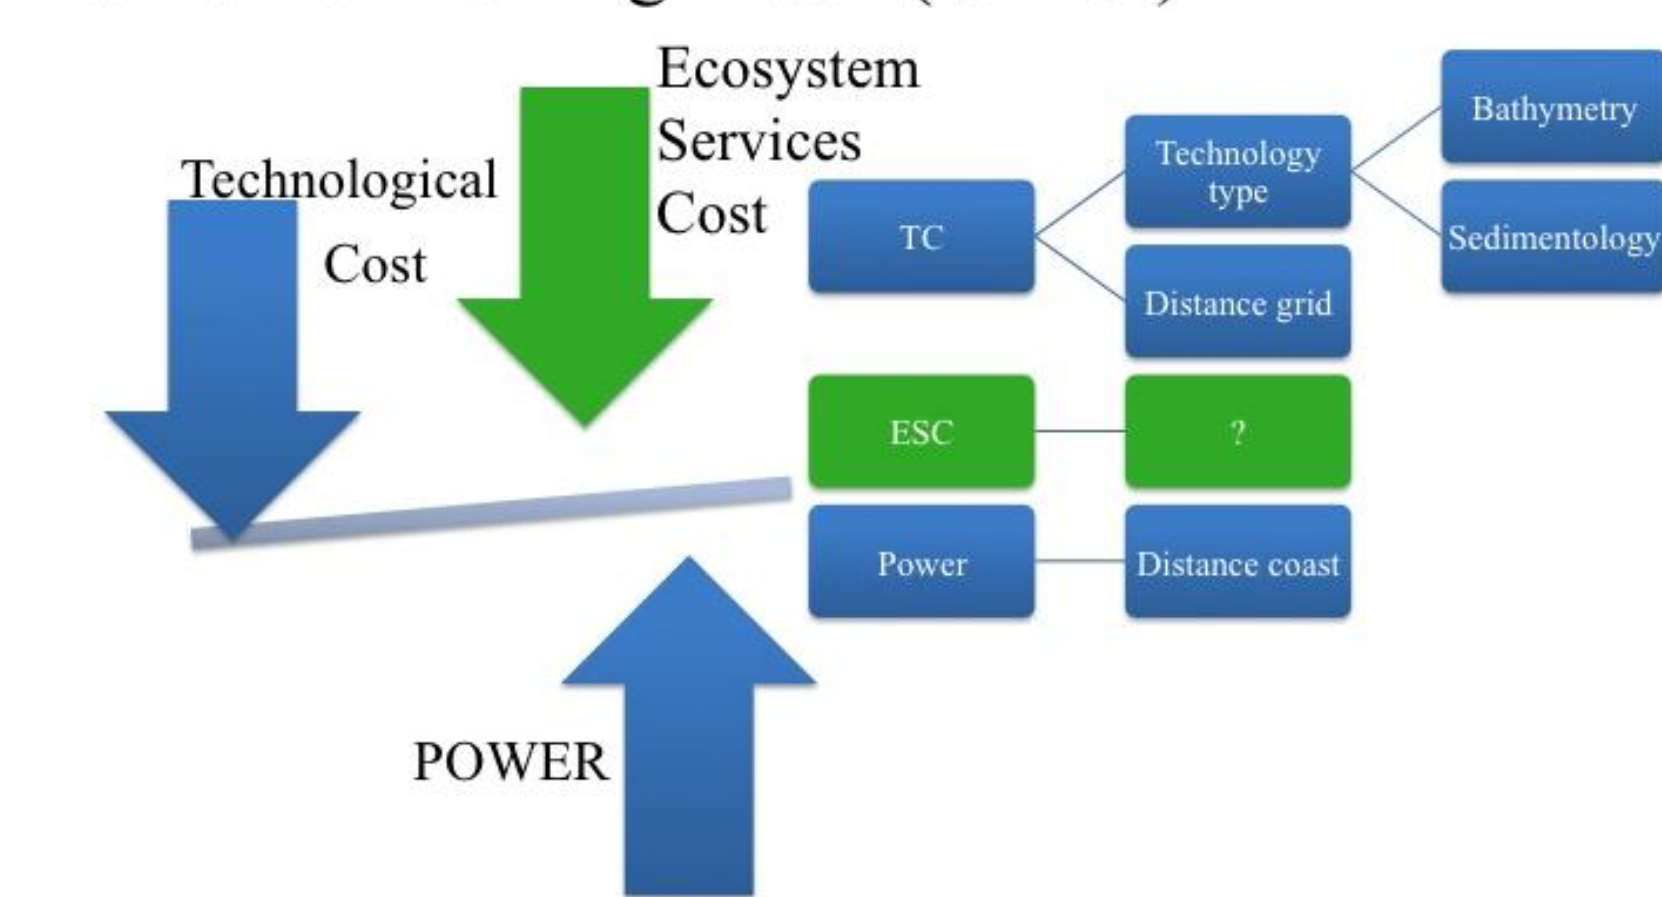 Ecosystem
Services
Cost
Technological
Cost
POWER
TC
Technology
type
Distance grid
Bathymetry
Sedimentology
ESC
?
Power
Distance coast